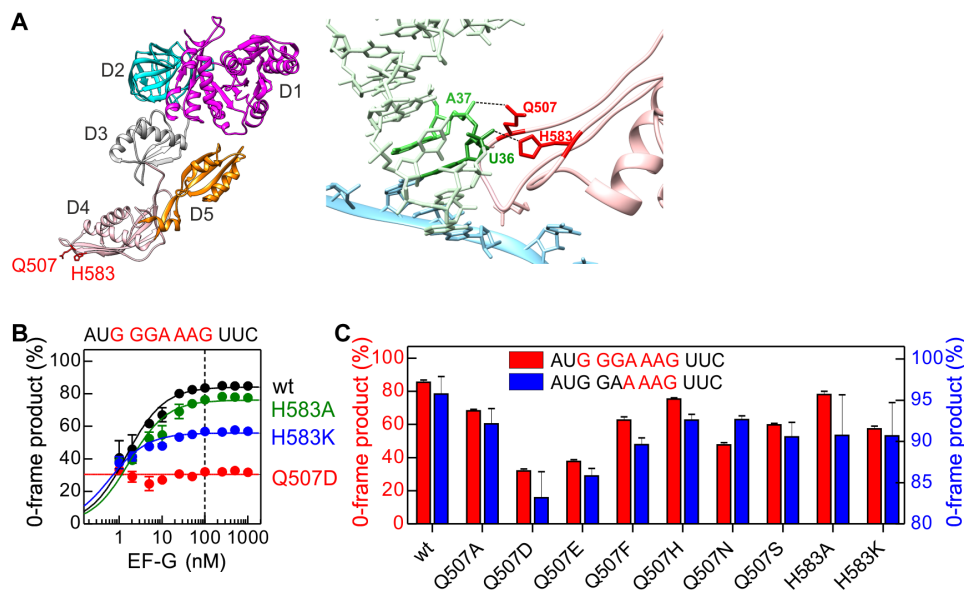 A
D2
D1
D3
D4
D5
Q507
H583
A37
Q507
H583
U36
B
AUG GGA AAG UUC
0-frame product (%)
100
80
60
40
20
0
wt
H583A
H583K
Q507D
1
10
100
1000
EF-G (nM)
C
0-frame product (%)
100
80
60
40
20
0
AUG GGA AAG UUC
AUG GAA AAG UUC
100
95
90
85
80
0-frame product (%)
wt
Q507A
Q507D
Q507E
Q507F
Q507H
Q507N
Q507S
H583A
H583K